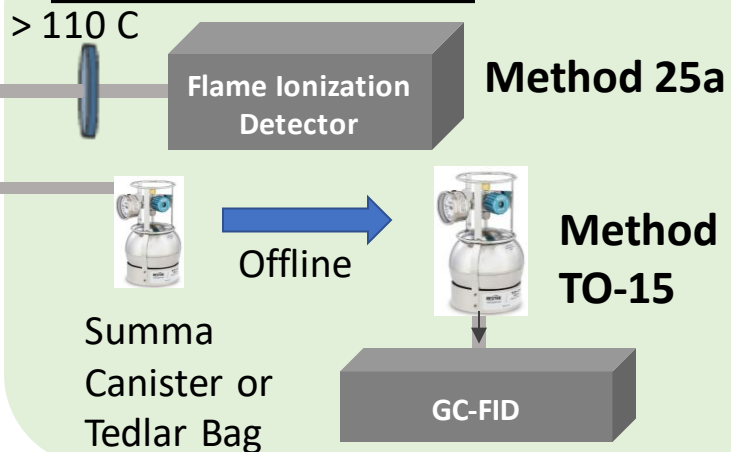 > 110 C
Flame Ionization
Detector
Method 25a
Offline
Method
TO-15
Summa
Canister or
Tedlar Bag
GC-FID